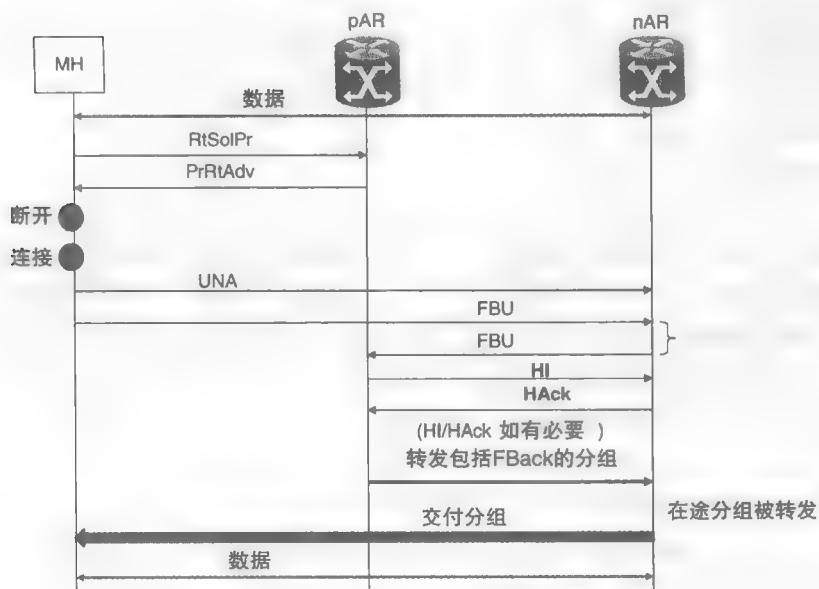 pAR
nAR
MH
数据
RtSolPr
PrRtAdv
断开
连接
UNA
FBU
FBU
HI
HAck
(HI/HAck 如有必要 )
转发包括FBack的分组
在途分组被转发
交付分组
数据